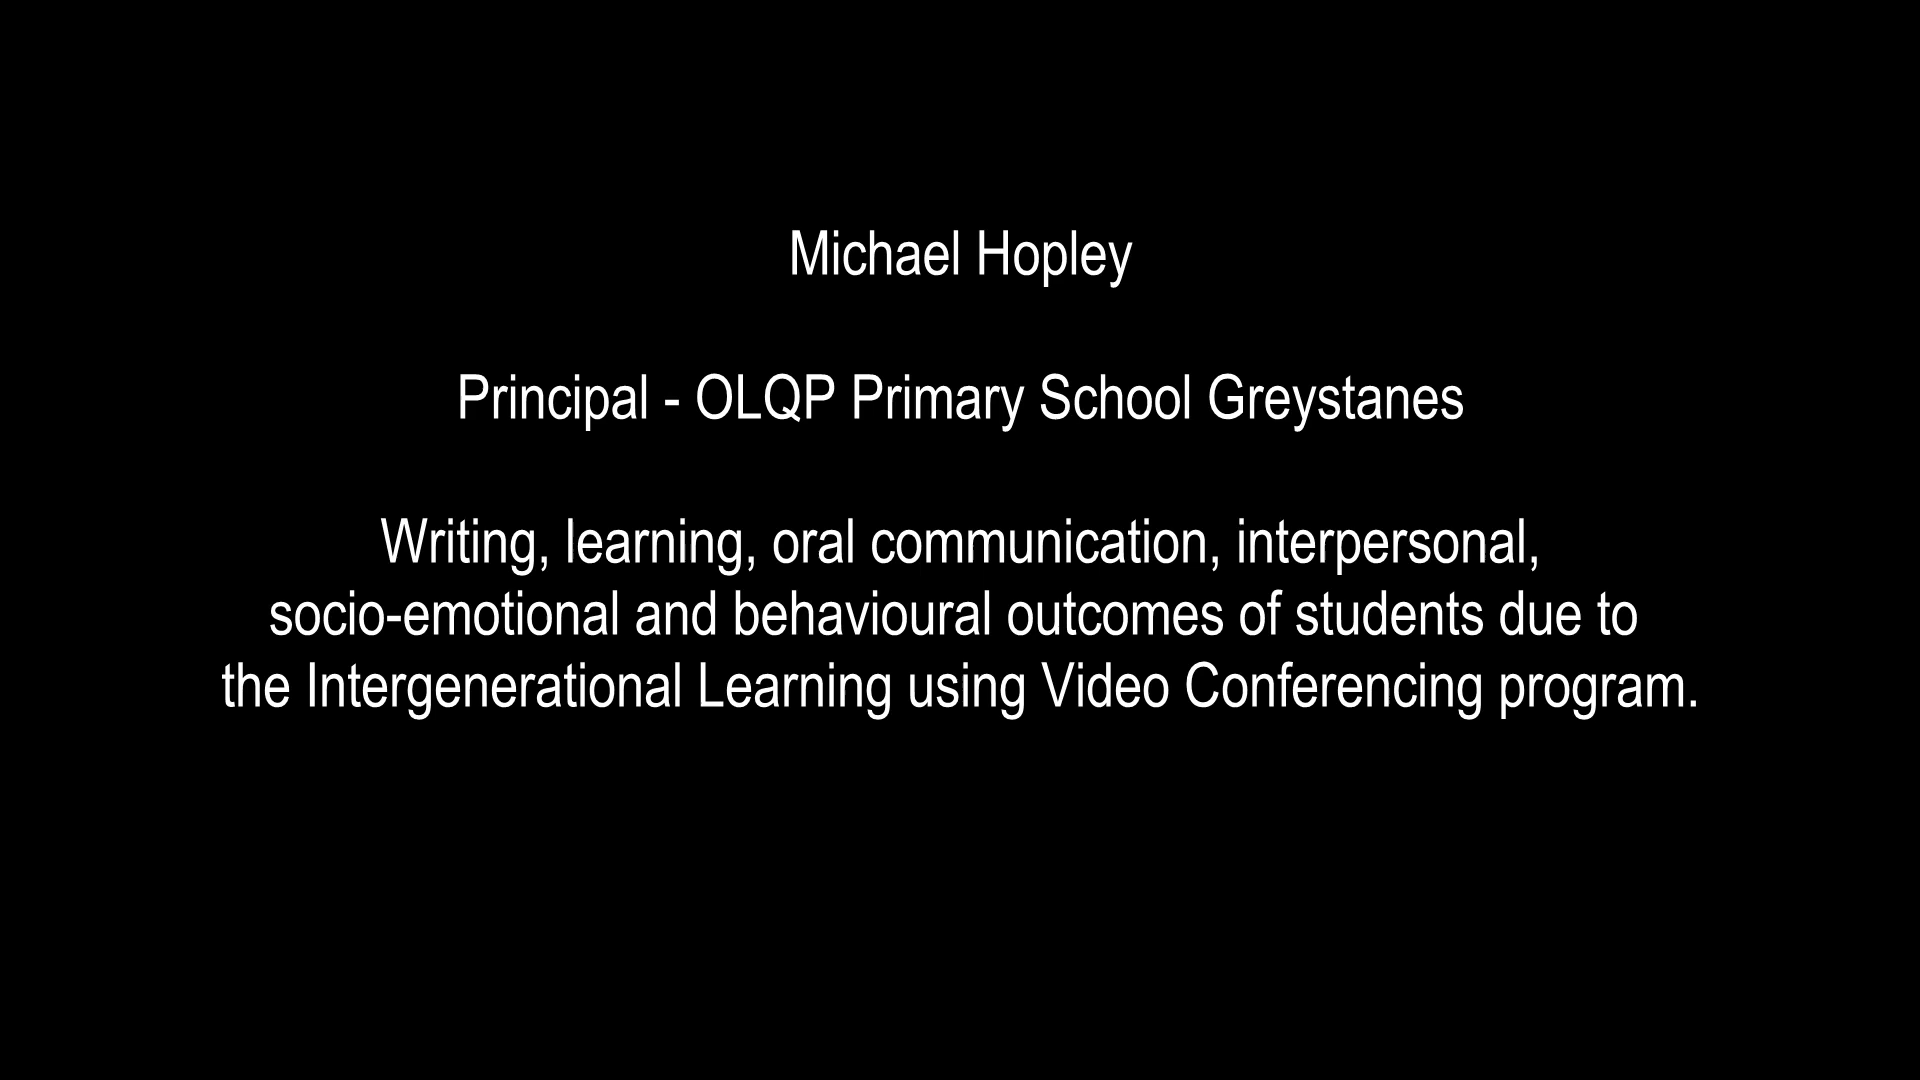 Michael Hopley
Principal - OLQP Primary School Greystanes
Writing, learning, oral communication, interpersonal,
socio-emotional and behavioural outcomes of students due to
the Intergenerational Learning using Video Conferencing program.